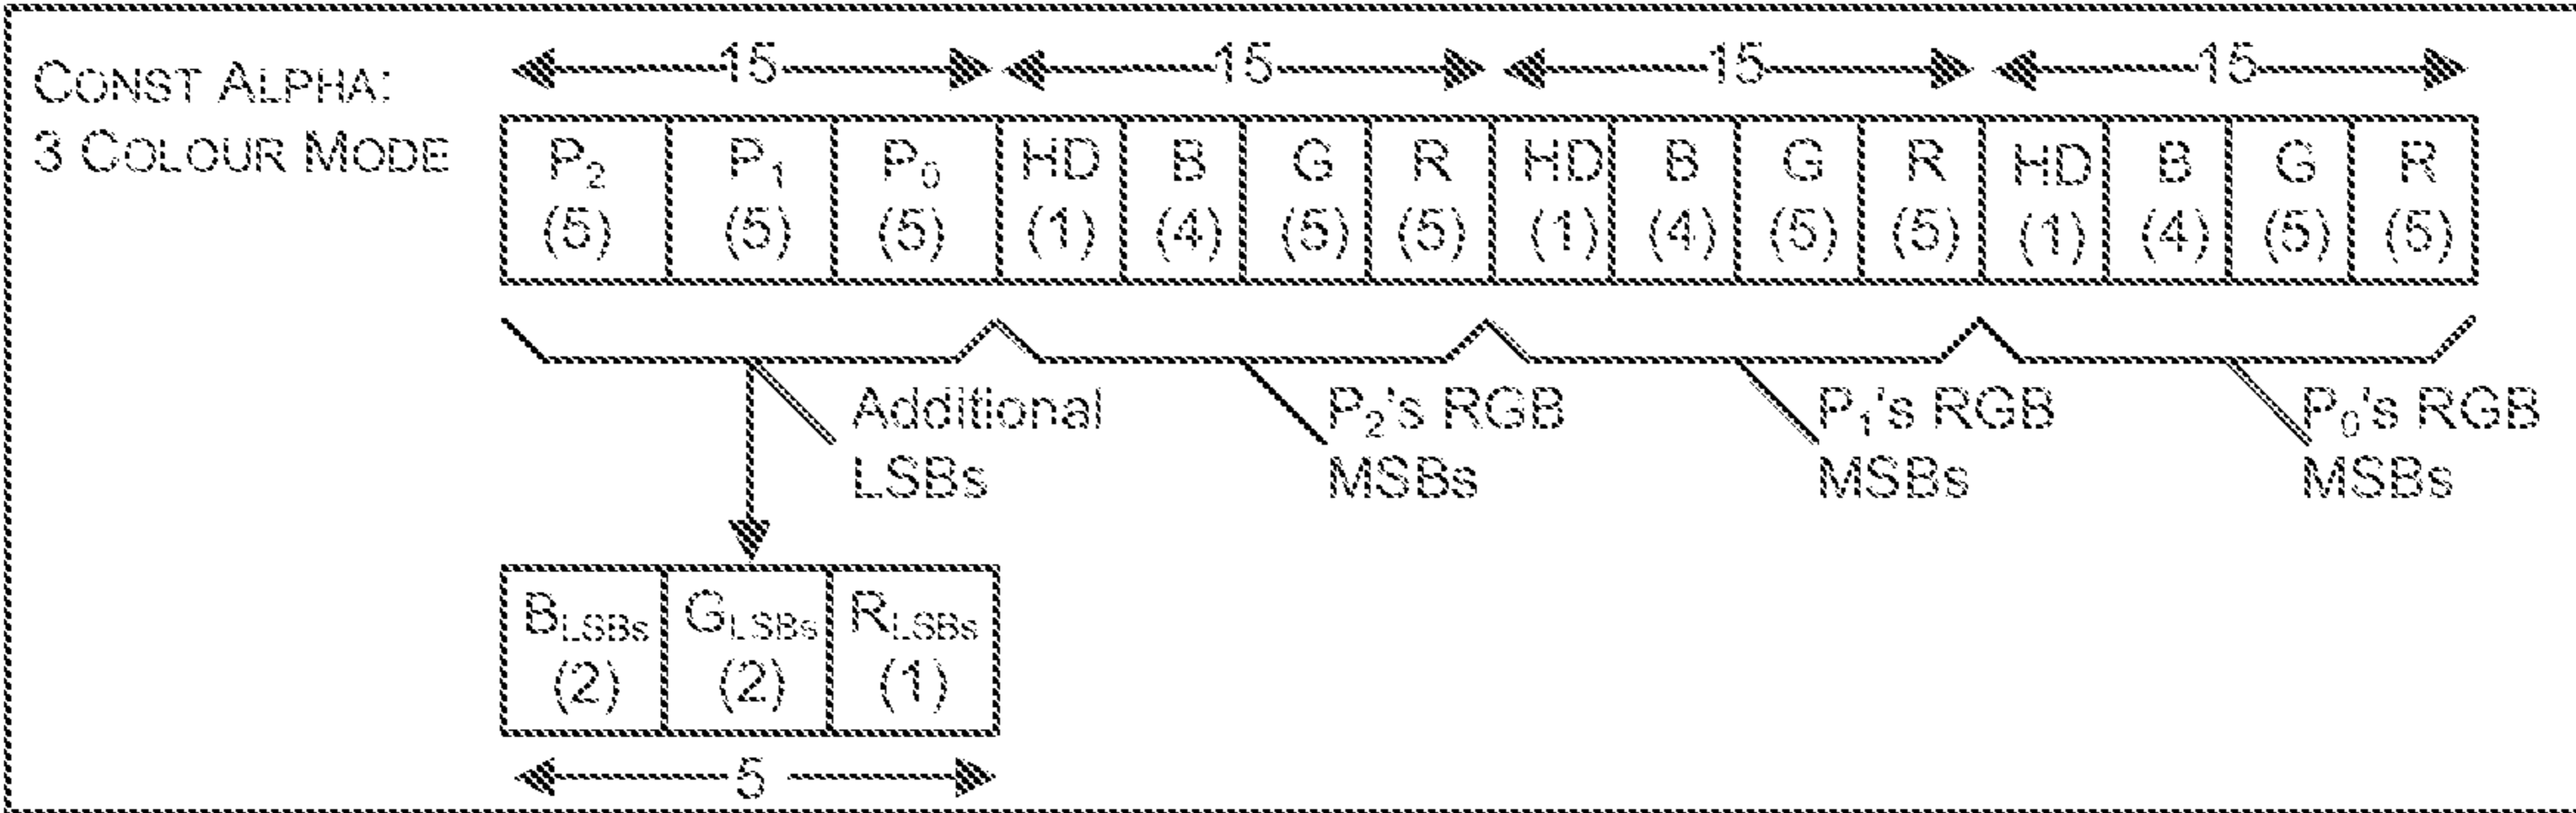 CONST ALPHA:
3 COLOUR MODE
15 15 15 15
P2 P1 P0 HD B G R HD B G R HD B G R
(5) (5) (5) (1) (4) (5) (5) (1) (4) (5) (5) (1) (4) (5) (5)
Additional P2's RGB P1's RGB P0's RGB
LSBs MSBs MSBs MSBs
BLSBs GLSBs RLSBs
(2) (2) (1)
5